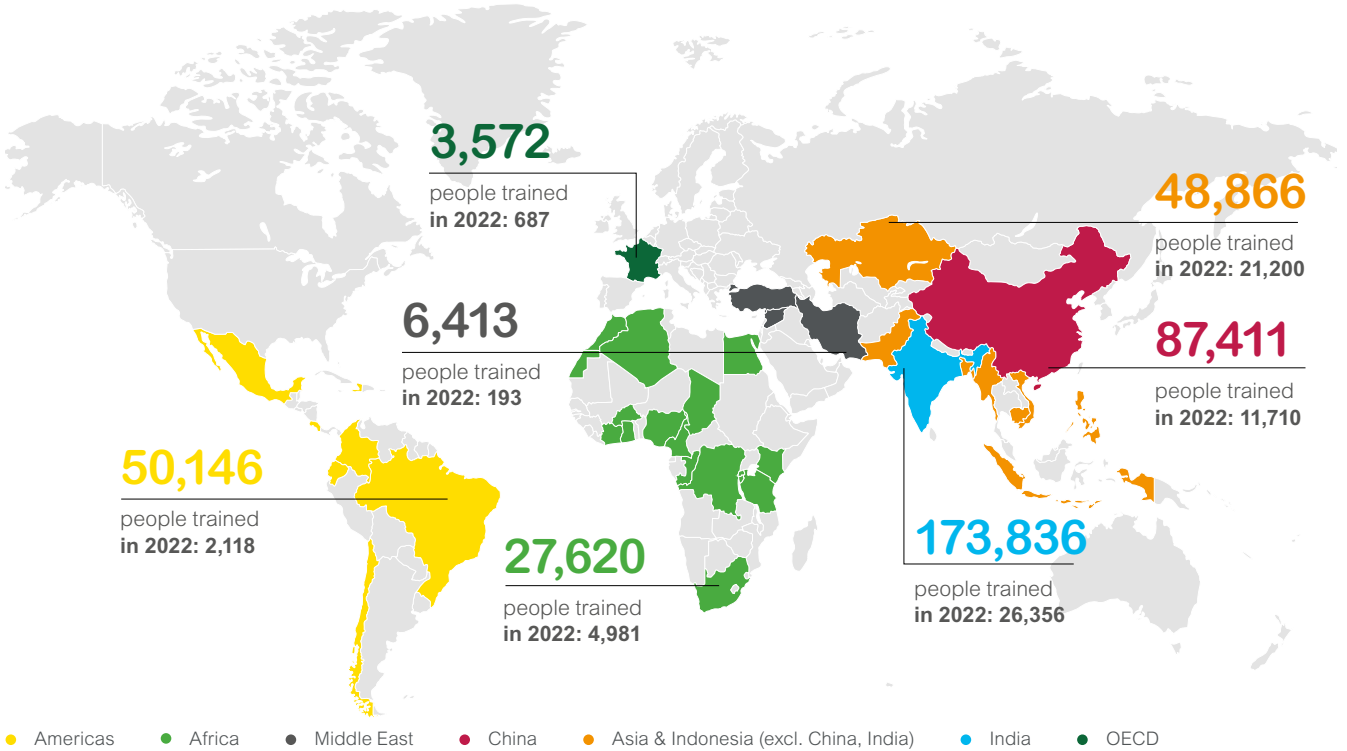 3,572
people trained
in 2022: 687
48,866
people trained
in 2022: 21,200
6,413
people trained
in 2022: 193
87,411
people trained
in 2022: 11,710
50,146
people trained
in 2022: 2,118
27,620
people trained
in 2022: 4,981
173,836
people trained
in 2022: 26,356
Americas Africa Middle East China Asia & Indonesia (excl. China, India) India OECD